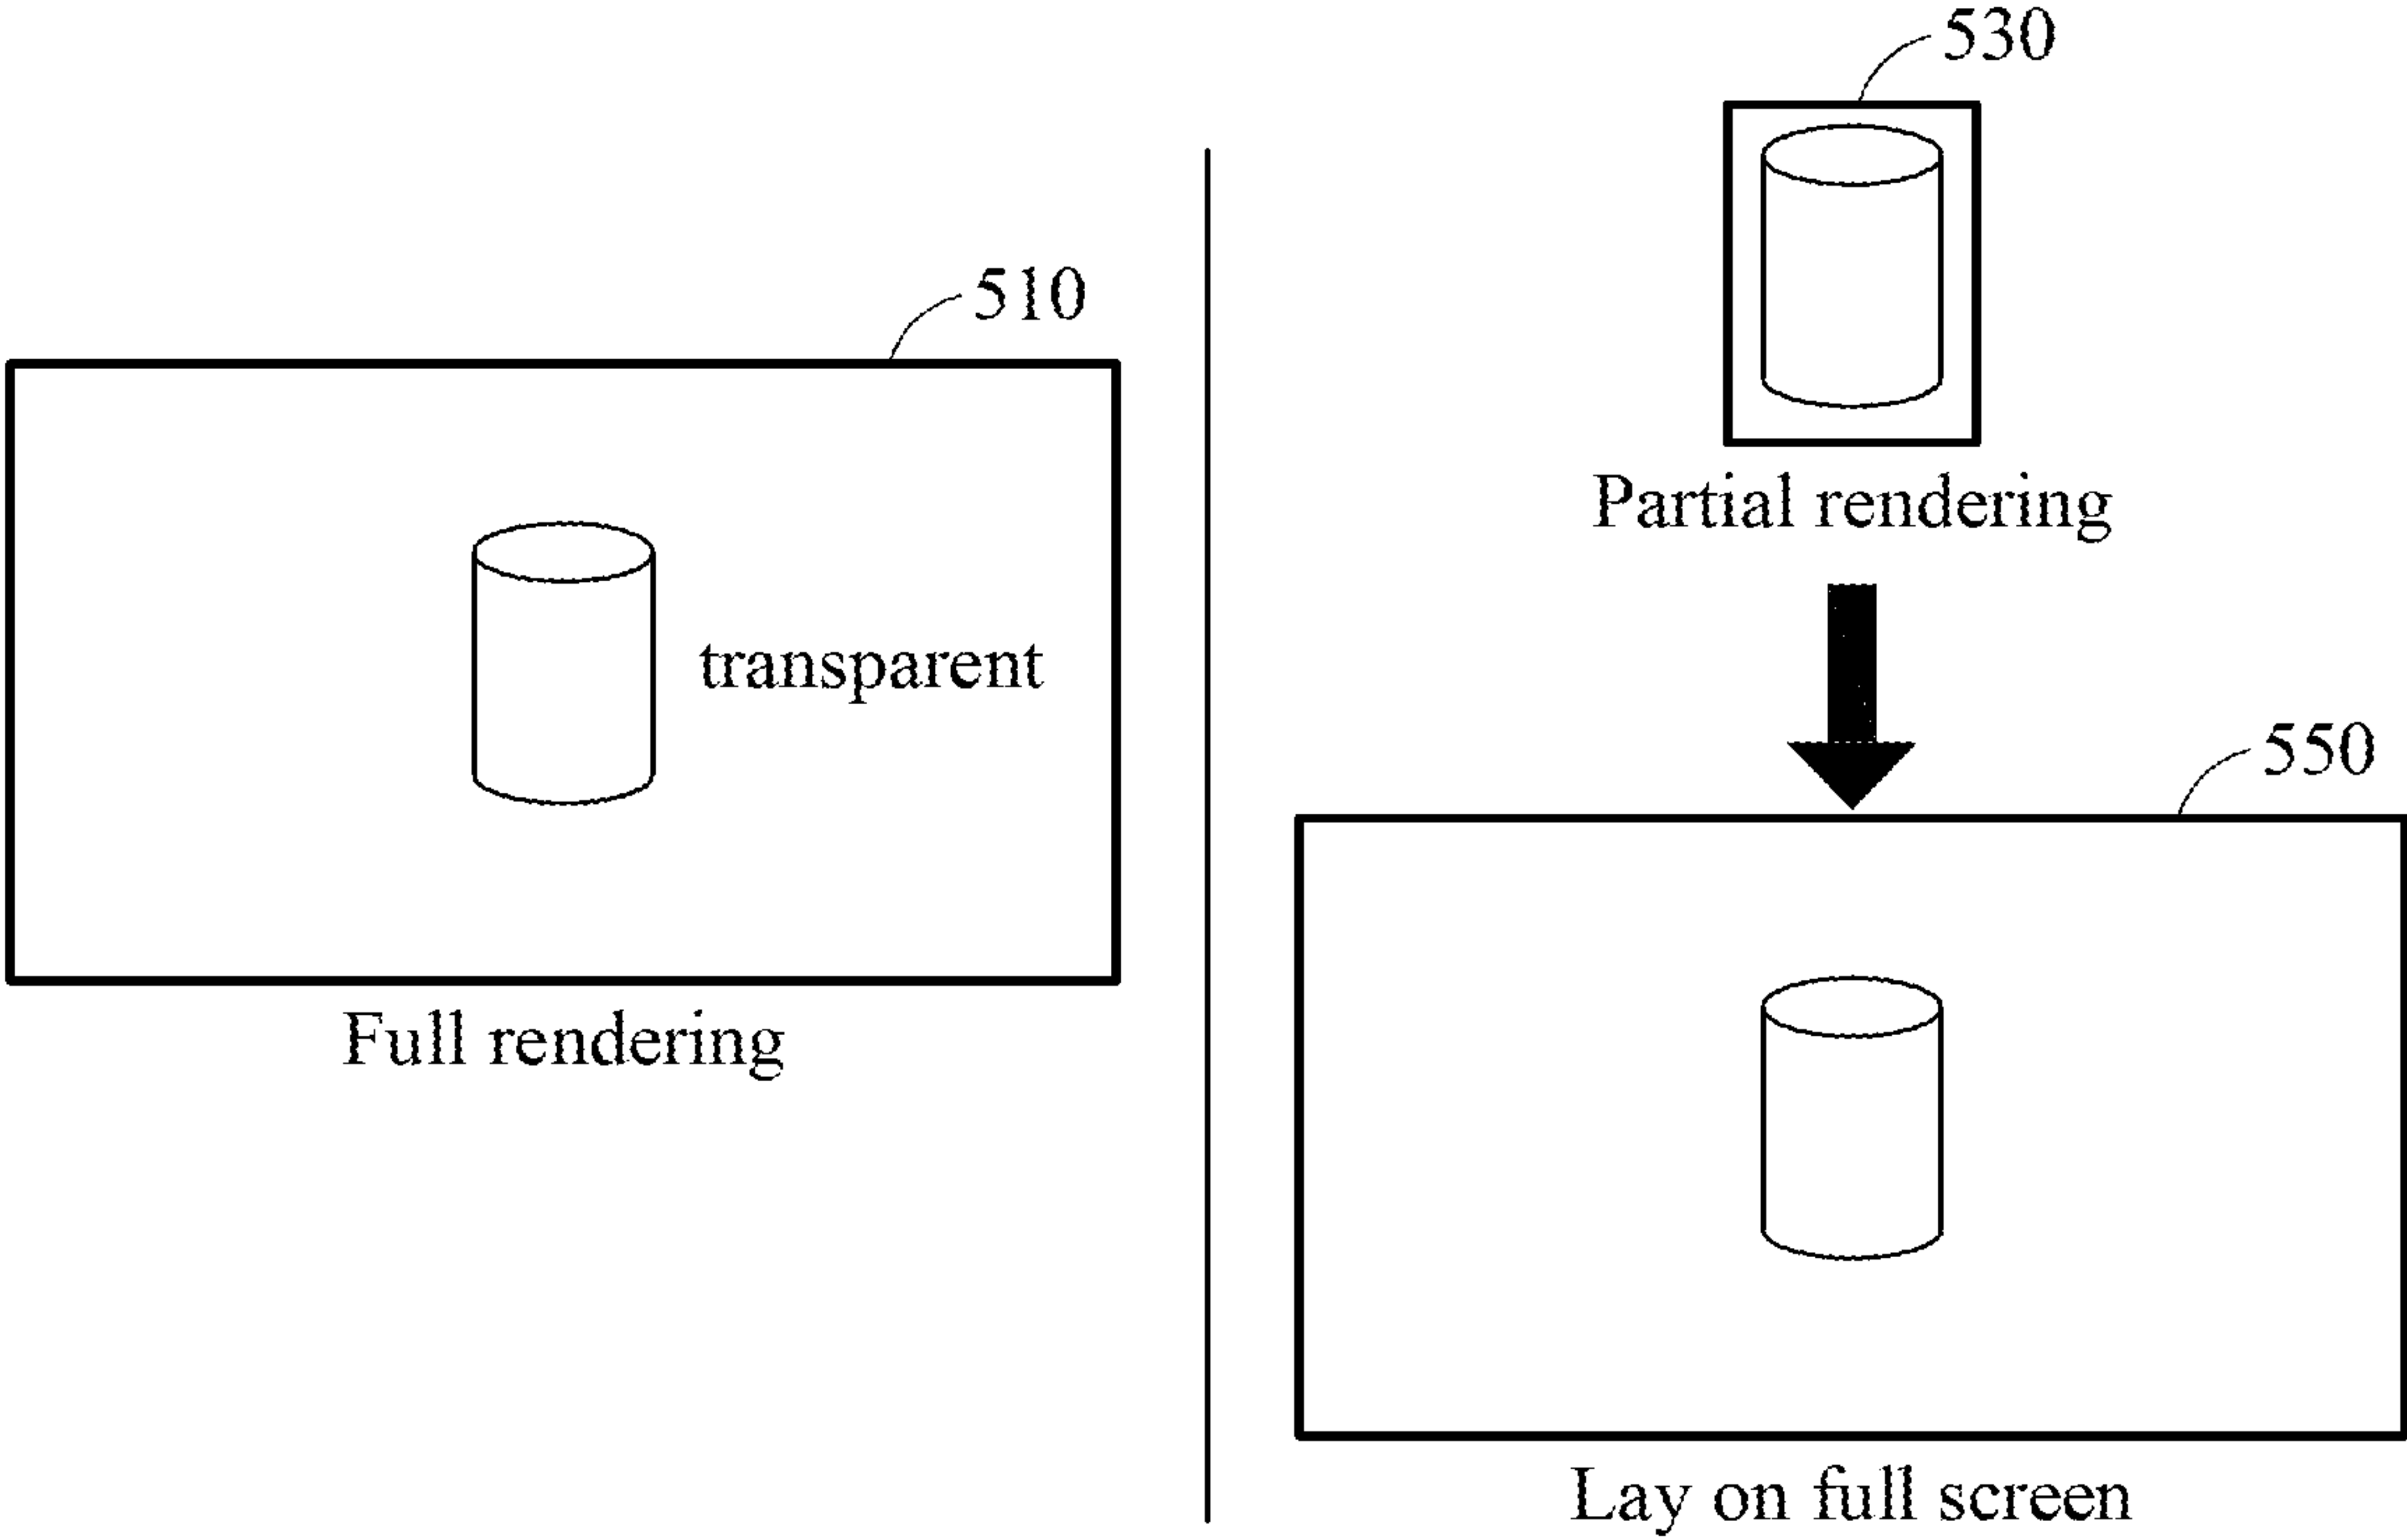 510
transparent
Full rendering
530
Partial rendering
550
Lay on full screen